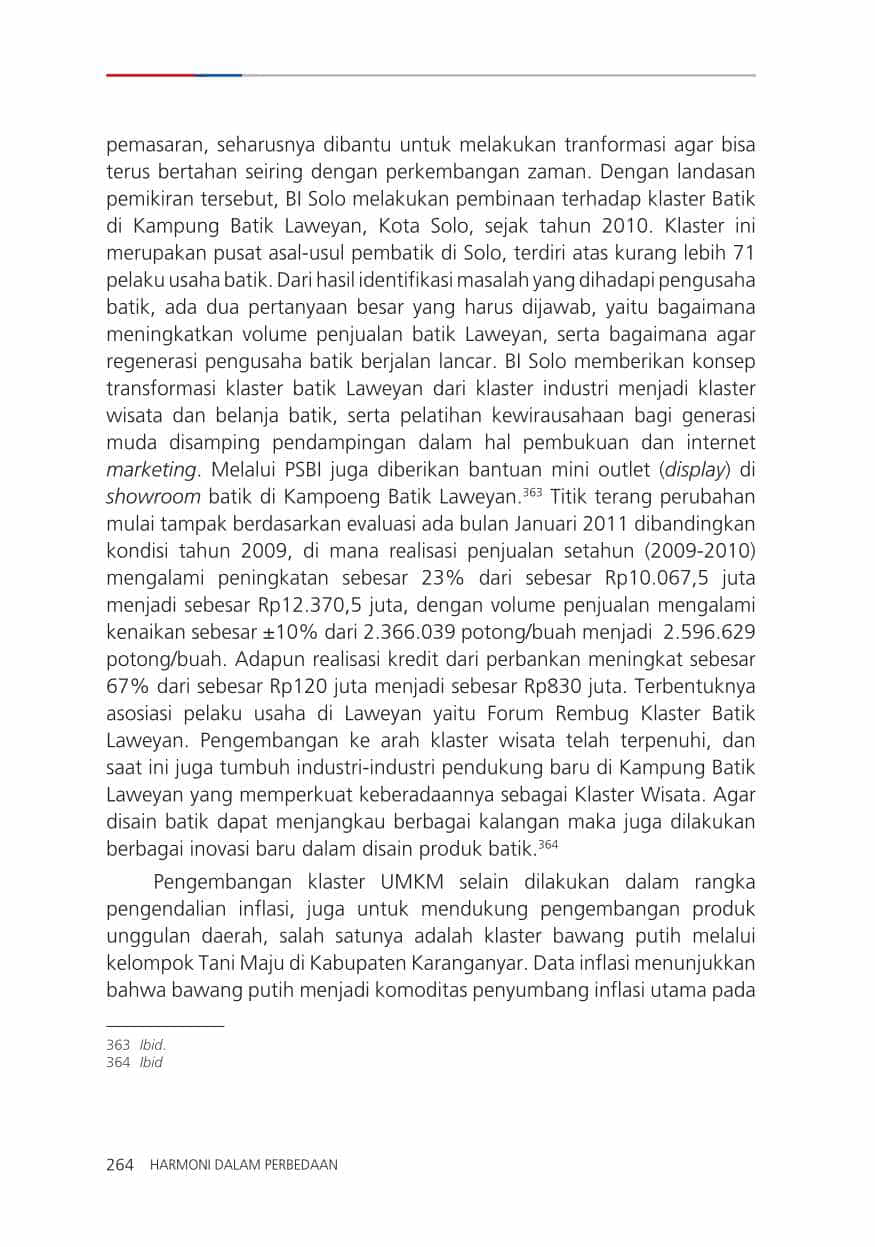 pemasaran, seharusnya dibantu untuk melakukan tranformasi agar bisa
terus bertahan seiring dengan perkembangan zaman. Dengan landasan
pemikiran tersebut, BI Solo melakukan pembinaan terhadap klaster Batik
di Kampung Batik Laweyan, Kota Solo, sejak tahun 2010. Klaster ini
merupakan pusat asal-usul pembatik di Solo, terdiri atas kurang lebih 71
pelaku usaha batik. Dari hasil identifikasi masalah yang dihadapi pengusaha
batik, ada dua pertanyaan besar yang harus dijawab, yaitu bagaimana
meningkatkan volume penjualan batik Laweyan, serta bagaimana agar
regenerasi pengusaha batik berjalan lancar. BI Solo memberikan konsep
transformasi klaster batik Laweyan dari klaster industri menjadi klaster
wisata dan belanja batik, serta pelatihan kewirausahaan bagi generasi
muda disamping pendampingan dalam hal pembukuan dan internet
marketing. Melalui PSBI juga diberikan bantuan mini outlet (display) di
showroom batik di Kampoeng Batik Laweyan.363 Titik terang perubahan
mulai tampak berdasarkan evaluasi ada bulan Januari 2011 dibandingkan
kondisi tahun 2009, di mana realisasi penjualan setahun (2009-2010)
mengalami peningkatan sebesar 23% dari sebesar Rp10.067,5 juta
menjadi sebesar Rp12.370,5 juta, dengan volume penjualan mengalami
kenaikan sebesar ±10% dari 2.366.039 potong/buah menjadi 2.596.629
potong/buah. Adapun realisasi kredit dari perbankan meningkat sebesar
67% dari sebesar Rp120 juta menjadi sebesar Rp830 juta. Terbentuknya
asosiasi pelaku usaha di Laweyan yaitu Forum Rembug Klaster Batik
Laweyan. Pengembangan ke arah klaster wisata telah terpenuhi, dan
saat ini juga tumbuh industri-industri pendukung baru di Kampung Batik
Laweyan yang memperkuat keberadaannya sebagai Klaster Wisata. Agar
disain batik dapat menjangkau berbagai kalangan maka juga dilakukan
berbagai inovasi baru dalam disain produk batik.364
Pengembangan klaster UMKM selain dilakukan dalam rangka
pengendalian inflasi, juga untuk mendukung pengembangan produk
unggulan daerah, salah satunya adalah klaster bawang putih melalui
kelompok Tani Maju di Kabupaten Karanganyar. Data inflasi menunjukkan
bahwa bawang putih menjadi komoditas penyumbang inflasi utama pada
363 Ibid.
364 Ibid
264 HARMONI DALAM PERBEDAAN